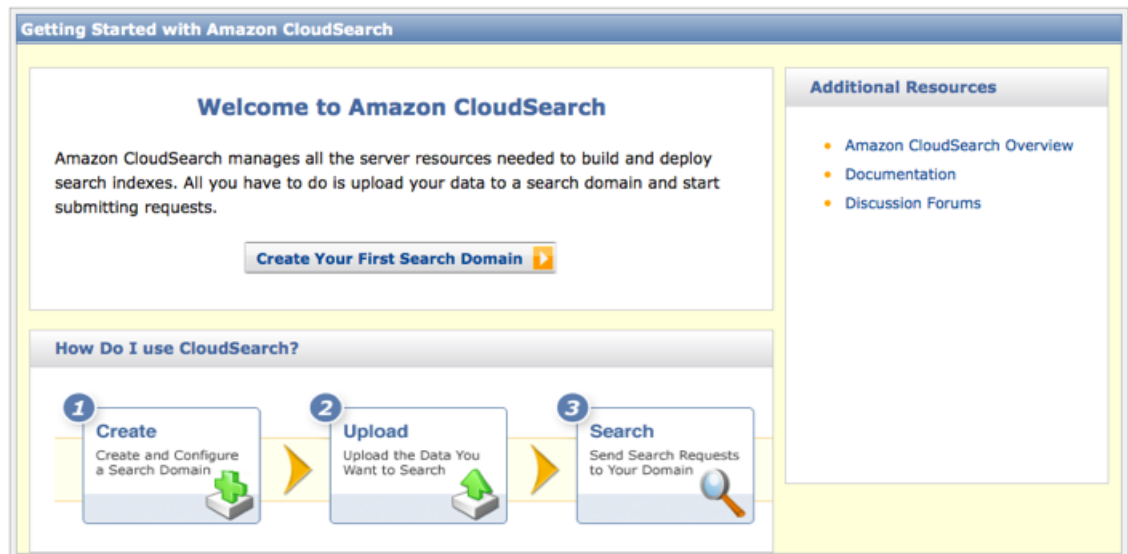 Getting Started with Amazon CloudSearch
Welcome to Amazon CloudSearch
Amazon CloudSearch manages all the server resources needed to build and deploy
search indexes. All you have to do is upload your data to a search domain and start
submitting requests.
Create Your First Search Domain
Additional Resources
Amazon CloudSearch Overview
Documentation
Discussion Forums
How Do I use CloudSearch?
1
Create
Create and Configure
a Search Domain
2
Upload
Upload the Data You
Want to Search
3
Search
Send Search Requests
to Your Domain